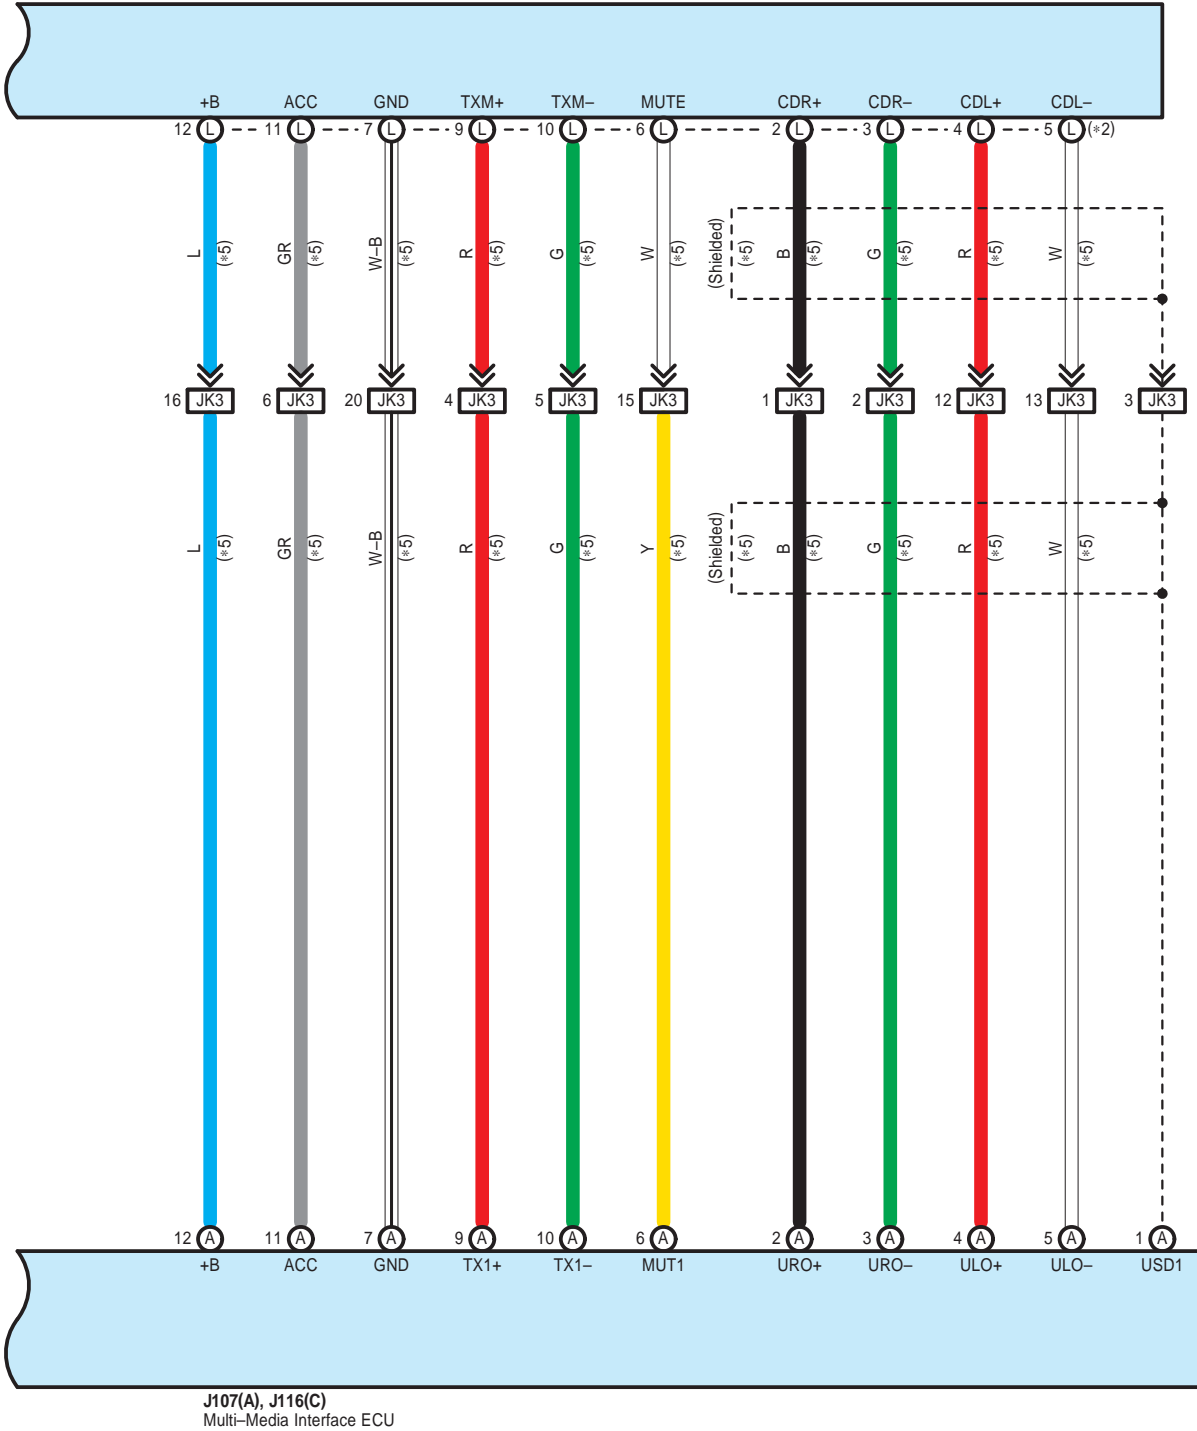 +B ACC GND TXM+ TXM– MUTE CDR+ CDR– CDL+ CDL–
12 L 11 L 7 L 9 L 10 L 6 L 2 L 3 L 4 L 5 L (*2)
L (*5) GR (*5) W–B (*5) R (*5) G (*5) W (*5) (Shielded) (*5) B (*5) G (*5) R (*5) W (*5)
16 JK3 6 JK3 20 JK3 4 JK3 5 JK3 15 JK3 1 JK3 2 JK3 12 JK3 13 JK3 3 JK3
L (*5) GR (*5) W–B (*5) R (*5) G (*5) Y (*5) (Shielded) (*5) B (*5) G (*5) R (*5) W (*5)
12 A 11 A 7 A 9 A 10 A 6 A 2 A 3 A 4 A 5 A 1 A
+B ACC GND TX1+ TX1– MUT1 URO+ URO– ULO+ ULO– USD1
J107(A), J116(C)
Multi–Media Interface ECU